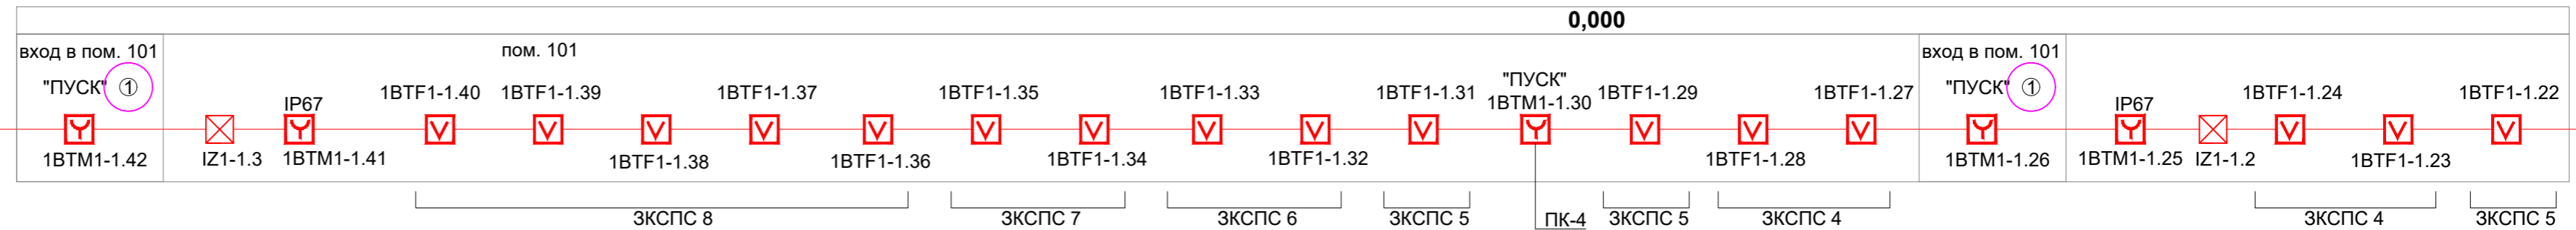 0,000
вход в пом. 101
пом. 101
вход в пом. 101
"ПУСК" ①
IP67
1BTF1-1.40
1BTF1-1.39
1BTF1-1.37
1BTF1-1.35
1BTF1-1.33
1BTF1-1.31
"ПУСК"
1BTM1-1.30
1BTF1-1.29
1BTF1-1.27
"ПУСК" ①
IP67
1BTF1-1.24
1BTF1-1.22
1BTM1-1.42
IZ1-1.3
1BTM1-1.41
1BTF1-1.38
1BTF1-1.36
1BTF1-1.34
1BTF1-1.32
1BTF1-1.28
1BTM1-1.26
1BTM1-1.25
IZ1-1.2
1BTF1-1.23
ЗКСПС 8
ЗКСПС 7
ЗКСПС 6
ЗКСПС 5
ПК-4
ЗКСПС 5
ЗКСПС 4
ЗКСПС 4
ЗКСПС 5